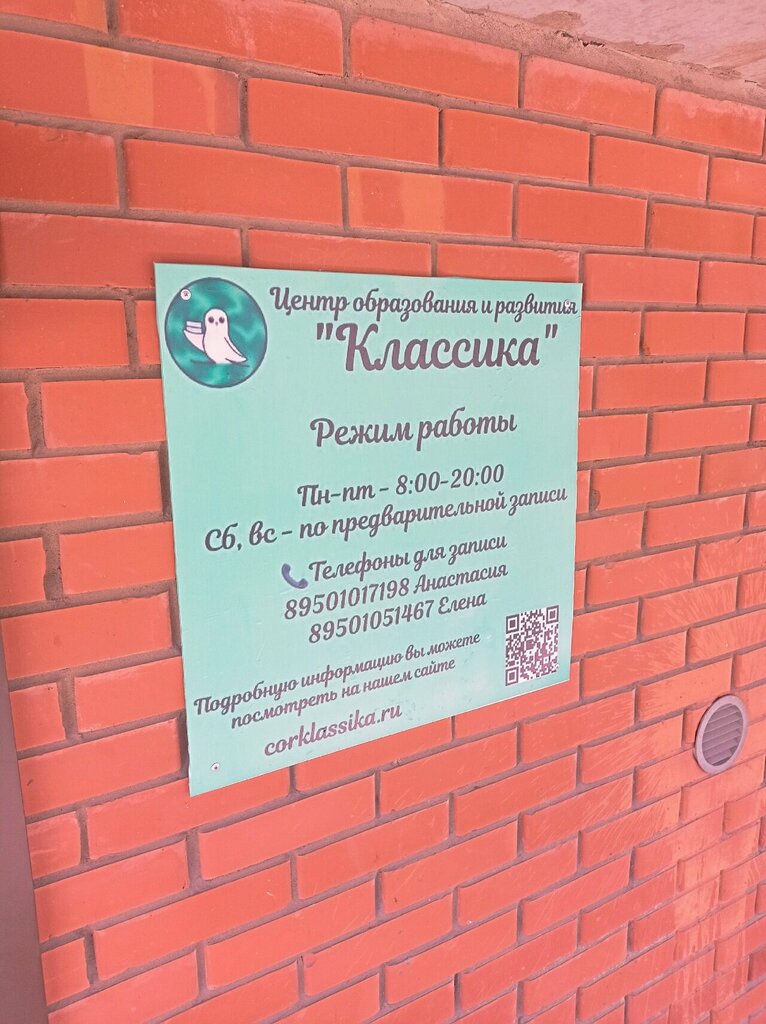 Центр образования и развития
"Классика"
Режим работы
Пн-пт - 8:00-20:00
Сб, вс - по предварительной записи
Телефоны для записи
89501017198 Анастасия
89501051467 Елена
Подробную информацию вы можете
посмотреть на нашем сайте
corklassika.ru